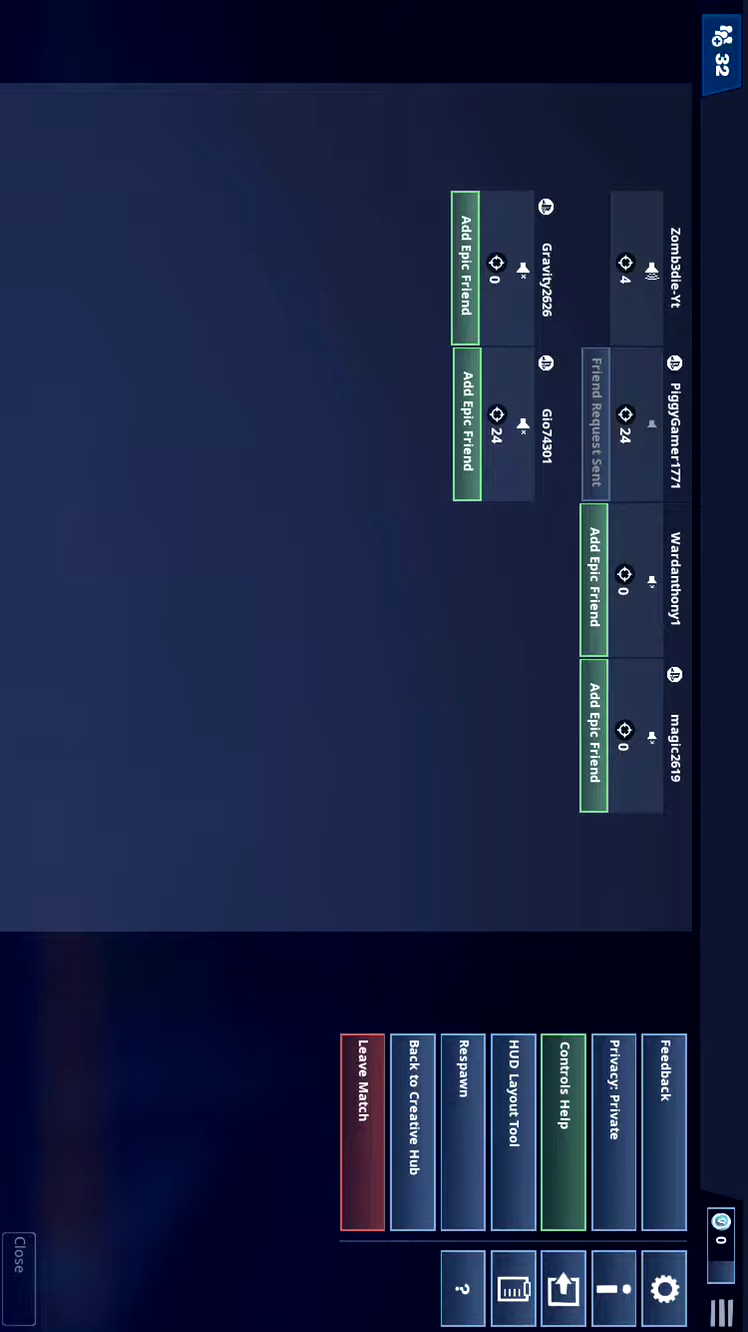 32
0
Zomb3die-Yt
PiggyGamer1771
Wardanthony1
magic2619
4
24
0
0
Friend Request Sent
Add Epic Friend
Add Epic Friend
Gravity2626
Gio74301
0
24
Add Epic Friend
Add Epic Friend
Feedback
Privacy: Private
Controls Help
HUD Layout Tool
Respawn
?
Back to Creative Hub
Leave Match
Close